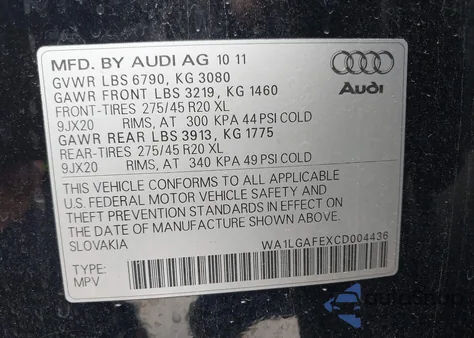 MFD. BY AUDI AG 10 11
GVWR LBS 6790, KG 3080
GAWR FRONT LBS 3219, KG 1460
FRONT-TIRES 275/45 R20 XL
9JX20 RIMS, AT 300 KPA 44 PSI COLD
GAWR REAR LBS 3913, KG 1775
REAR-TIRES 275/45 R20 XL
9JX20 RIMS, AT 340 KPA 49 PSI COLD
Audi
THIS VEHICLE CONFORMS TO ALL APPLICABLE
U.S. FEDERAL MOTOR VEHICLE SAFETY AND
THEFT PREVENTION STANDARDS IN EFFECT ON
THE DATE OF MANUFACTURE SHOWN ABOVE.
SLOVAKIA WA1LGAFEXCD004436
TYPE:
MPV